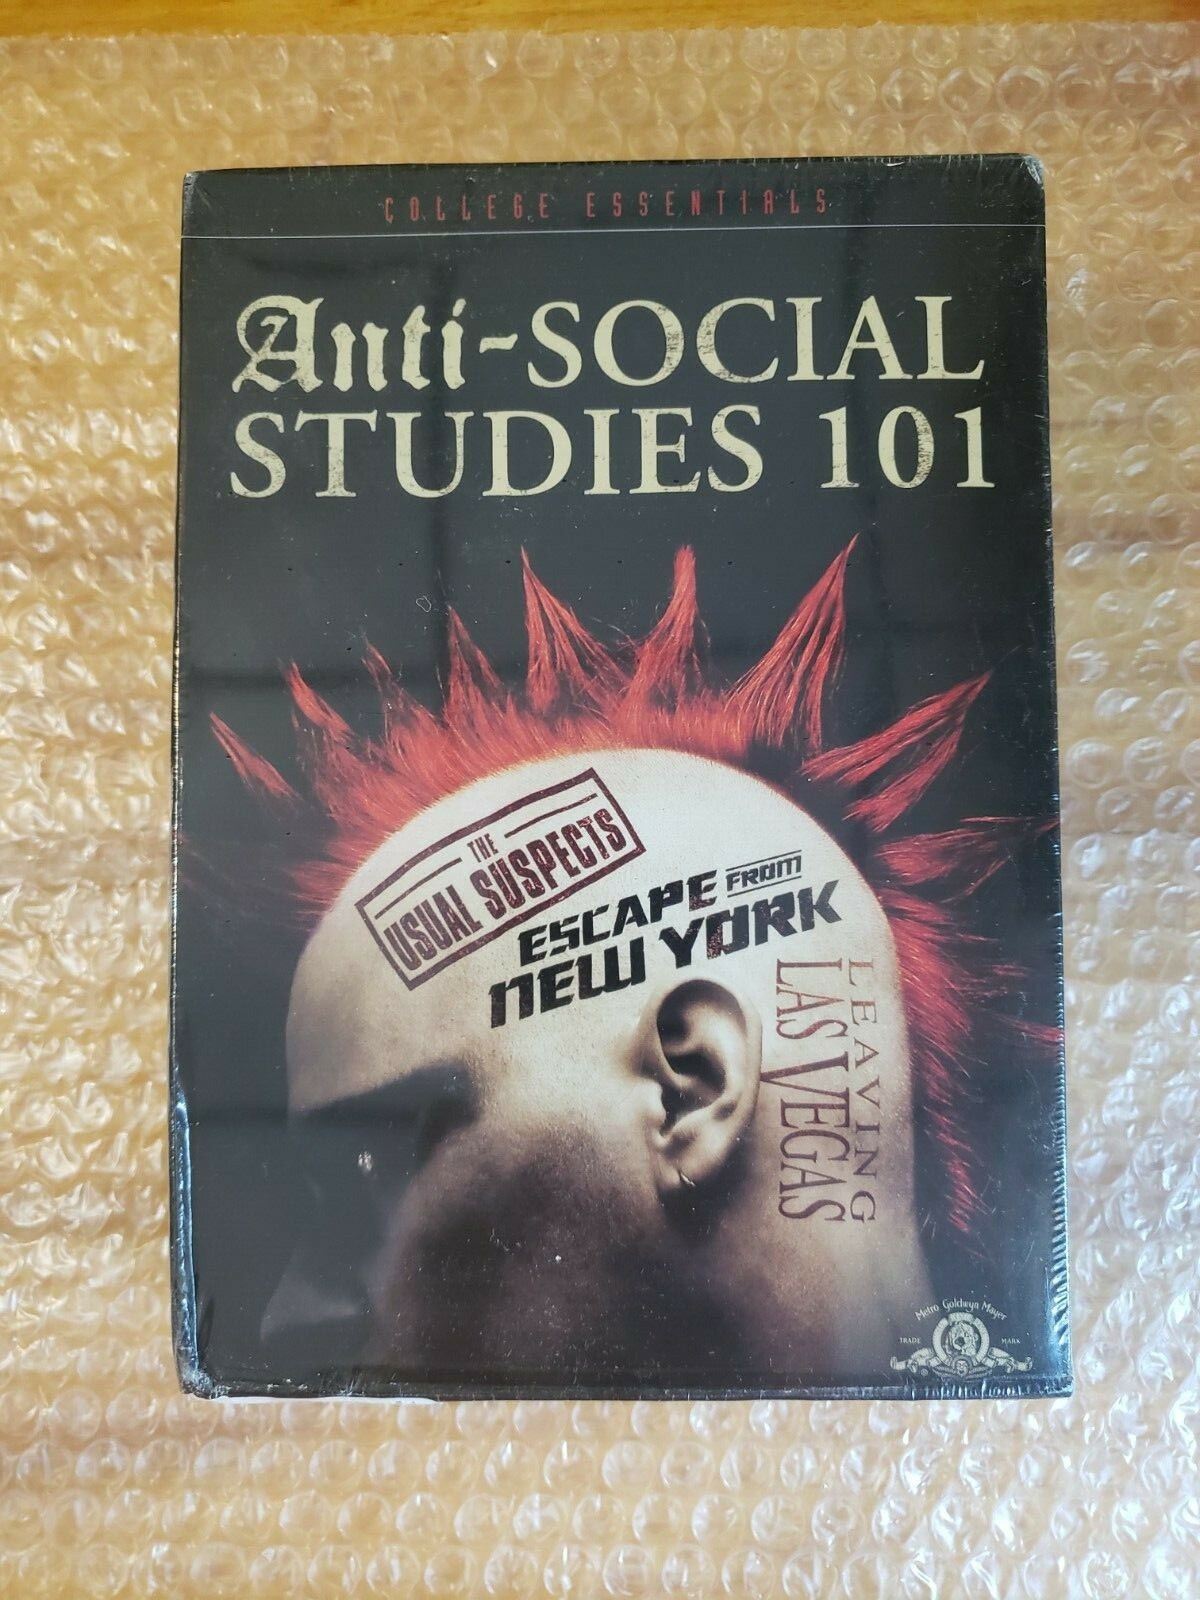 COLLEGE ESSENTIALS
Anti-SOCIAL
STUDIES 101
THE
USUAL SUSPECTS
ESCAPE FROM
NEW YORK
LEAVING
LAS VEGAS
Metro Goldwyn Mayer
TRADE MARK